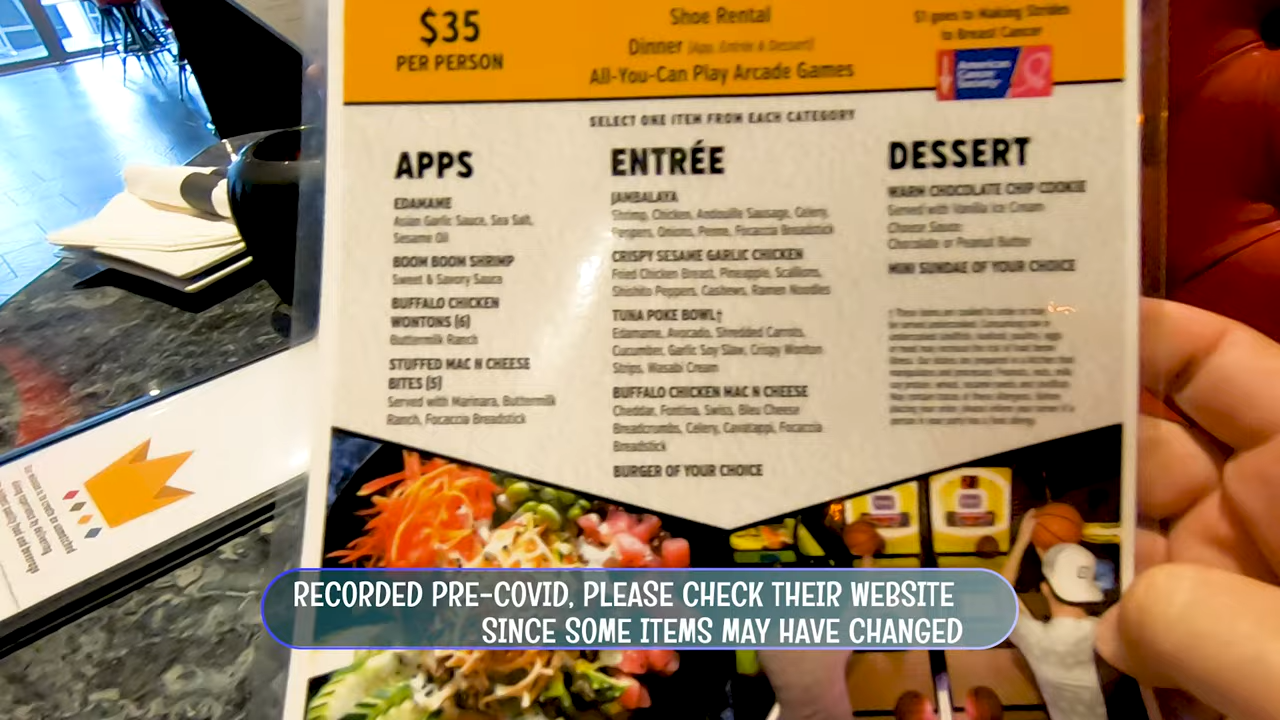 $35
PER PERSON
Shoe Rental
Dinner (App, Entrée & Dessert)
All-You-Can Play Arcade Games
$1 goes to Making Strides
to Breast Cancer
American
Cancer
Society
SELECT ONE ITEM FROM EACH CATEGORY
APPS
EDAMAME
Asian Garlic Sauce, Sea Salt,
Sesame Oil
BOOM BOOM SHRIMP
Sweet & Savory Sauce
BUFFALO CHICKEN
WONTONS (6)
Buttermilk Ranch
STUFFED MAC N CHEESE
BITES (5)
Served with Marinara, Buttermilk
Ranch, Focaccia Breadstick
ENTRÉE
JAMBALAYA
Shrimp, Chicken, Andouille Sausage, Celery,
Peppers, Onions, Penne, Focaccia Breadstick
CRISPY SESAME GARLIC CHICKEN
Fried Chicken Breast, Pineapple, Scallions,
Shishito Peppers, Cashews, Ramen Noodles
TUNA POKE BOWL†
Edamame, Avocado, Shredded Carrots,
Cucumber, Garlic Soy Slaw, Crispy Wonton
Strips, Wasabi Cream
BUFFALO CHICKEN MAC N CHEESE
Cheddar, Fontina, Swiss, Bleu Cheese
Breadcrumbs, Celery, Cavatappi, Focaccia
Breadstick
BURGER OF YOUR CHOICE
DESSERT
WARM CHOCOLATE CHIP COOKIE
Served with Vanilla Ice Cream
Choose Sauce:
Chocolate or Peanut Butter
MINI SUNDAE OF YOUR CHOICE
RECORDED PRE-COVID, PLEASE CHECK THEIR WEBSITE
SINCE SOME ITEMS MAY HAVE CHANGED